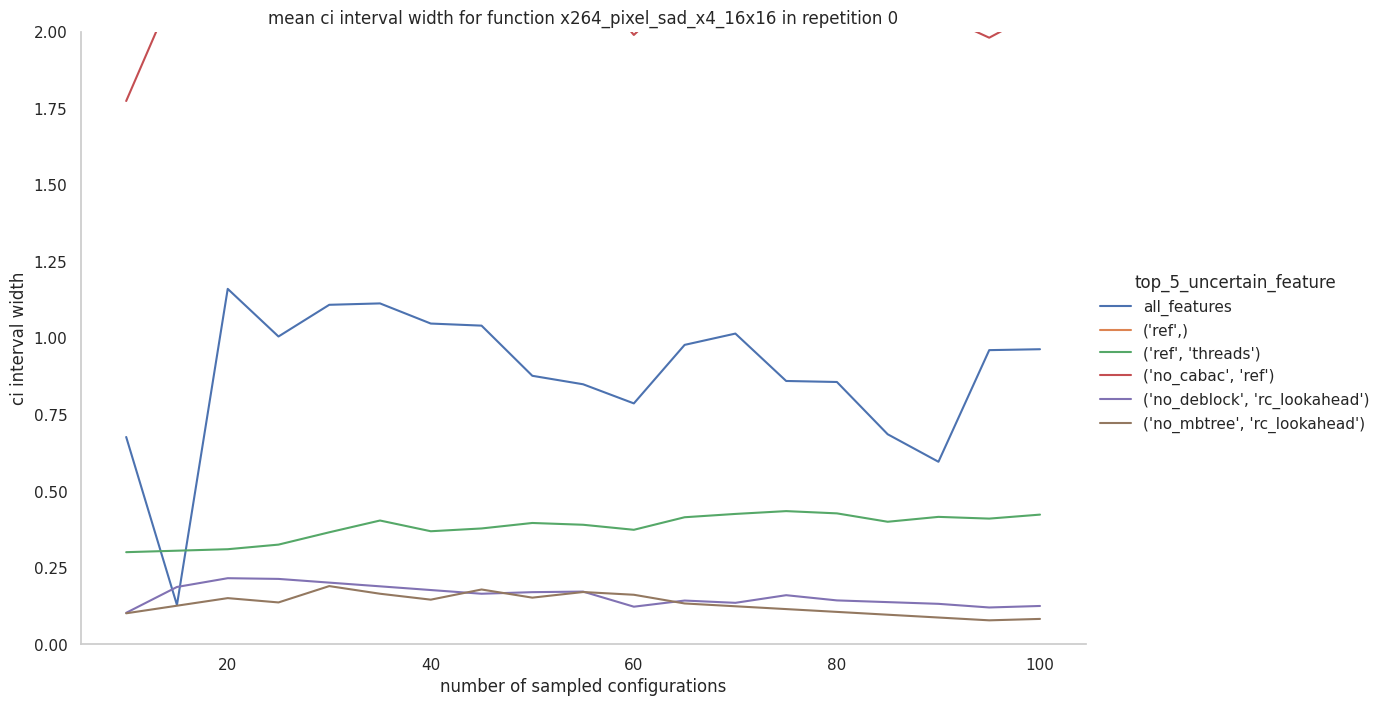 mean ci interval width for function x264_pixel_sad_x4_16x16 in repetition 0
2.00
1.75
1.50
1.25
1.00
0.75
0.50
0.25
0.00
ci interval width
20
40
60
80
100
number of sampled configurations
top_5_uncertain_feature
all_features
('ref',)
('ref', 'threads')
('no_cabac', 'ref')
('no_deblock', 'rc_lookahead')
('no_mbtree', 'rc_lookahead')